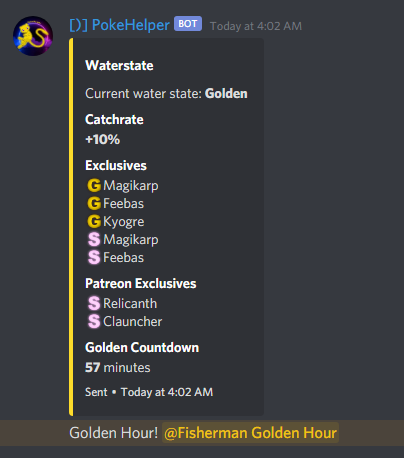 [)] PokeHelper BOT Today at 4:02 AM
Waterstate
Current water state: Golden
Catchrate
+10%
Exclusives
G Magikarp
G Feebas
G Kyogre
S Magikarp
S Feebas
Patreon Exclusives
S Relicanth
S Clauncher
Golden Countdown
57 minutes
Sent • Today at 4:02 AM
Golden Hour! @Fisherman Golden Hour